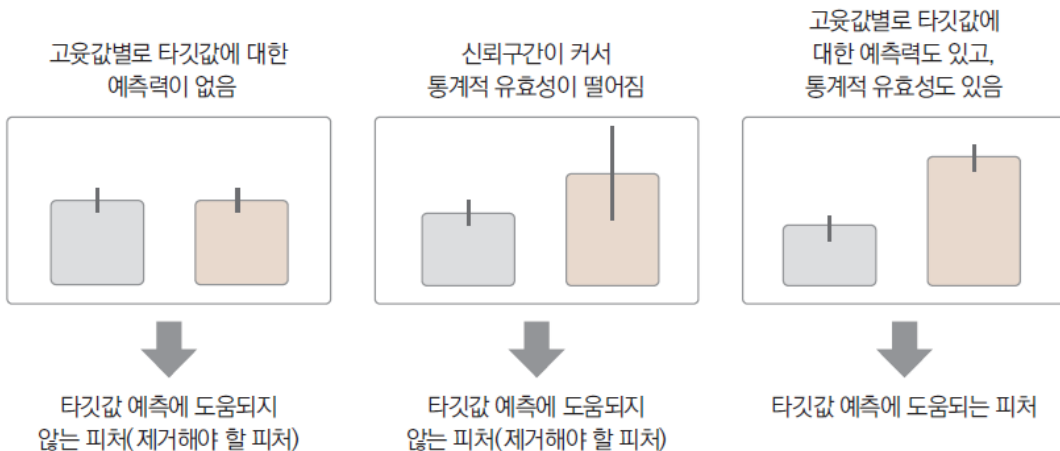 고윳값별로 타깃값에 대한
예측력이 없음
신뢰구간이 커서
통계적 유효성이 떨어짐
고윳값별로 타깃값에
대한 예측력도 있고,
통계적 유효성도 있음
타깃값 예측에 도움되지
않는 피처(제거해야 할 피처)
타깃값 예측에 도움되지
않는 피처(제거해야 할 피처)
타깃값 예측에 도움되는 피처